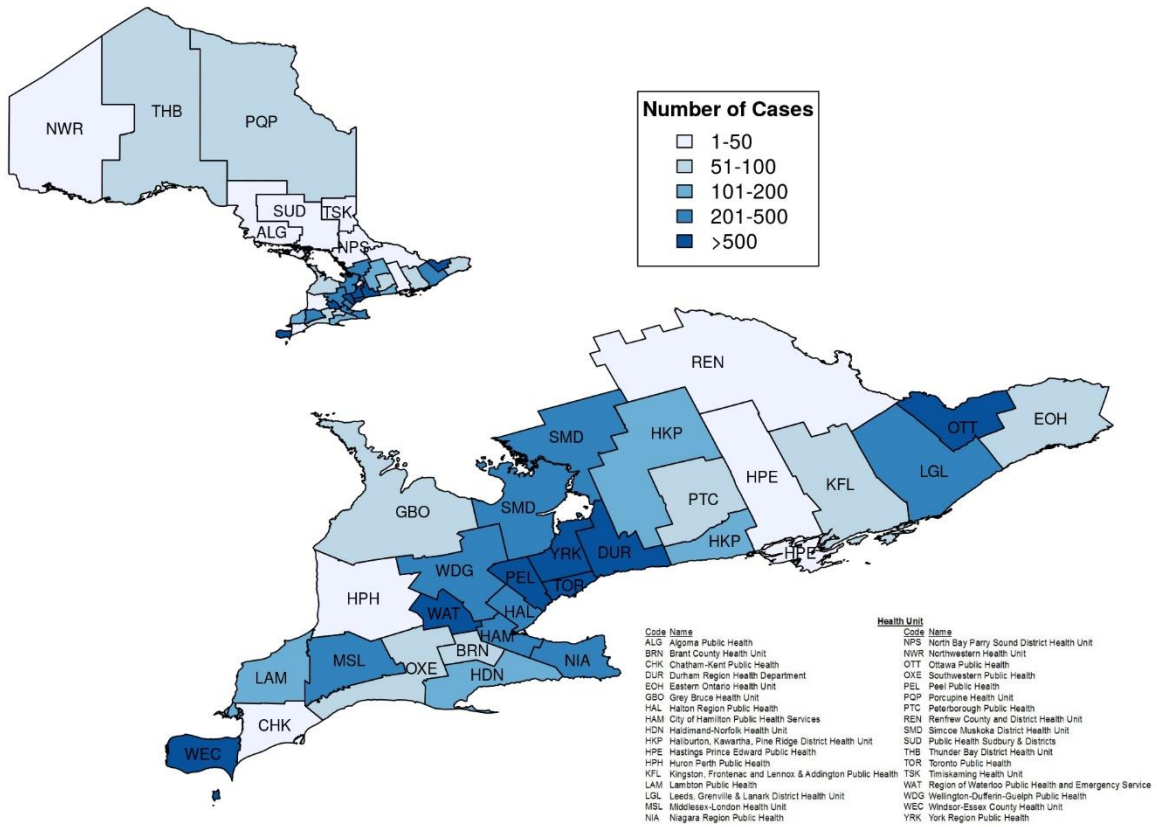 Number of Cases
1-50
51-100
101-200
201-500
>500
NWR
THB
PQP
SUD
TSK
ALG
NPS
REN
SMD
HKP
OTT
EOH
HPE
LGL
KFL
PTC
GBO
SMD
HKP
YRK
DUR
HPE
WDG
PEL
TOR
HPH
WAT
HAL
HAM
BRN
MSL
OXE
NIA
LAM
HDN
CHK
WEC
Health Unit
Code Name
ALG Algoma Public Health
BRN Brant County Health Unit
CHK Chatham-Kent Public Health
DUR Durham Region Health Department
EOH Eastern Ontario Health Unit
GBO Grey Bruce Health Unit
HAL Halton Region Public Health
HAM City of Hamilton Public Health Services
HDN Haldimand-Norfolk Health Unit
HKP Haliburton, Kawartha, Pine Ridge District Health Unit
HPE Hastings Prince Edward Public Health
HPH Huron Perth Public Health
KFL Kingston, Frontenac and Lennox & Addington Public Health
LAM Lambton Public Health
LGL Leeds, Grenville & Lanark District Health Unit
MSL Middlesex-London Health Unit
NIA Niagara Region Public Health
Code Name
NPS North Bay Parry Sound District Health Unit
NWR Northwestern Health Unit
OTT Ottawa Public Health
OXE Southwestern Public Health
PEL Peel Public Health
PQP Porcupine Health Unit
PTC Peterborough Public Health
REN Renfrew County and District Health Unit
SMD Simcoe Muskoka District Health Unit
SUD Public Health Sudbury & Districts
THB Thunder Bay District Health Unit
TOR Toronto Public Health
TSK Timiskaming Health Unit
WAT Region of Waterloo Public Health and Emergency Service
WDG Wellington-Dufferin-Guelph Public Health
WEC Windsor-Essex County Health Unit
YRK York Region Public Health